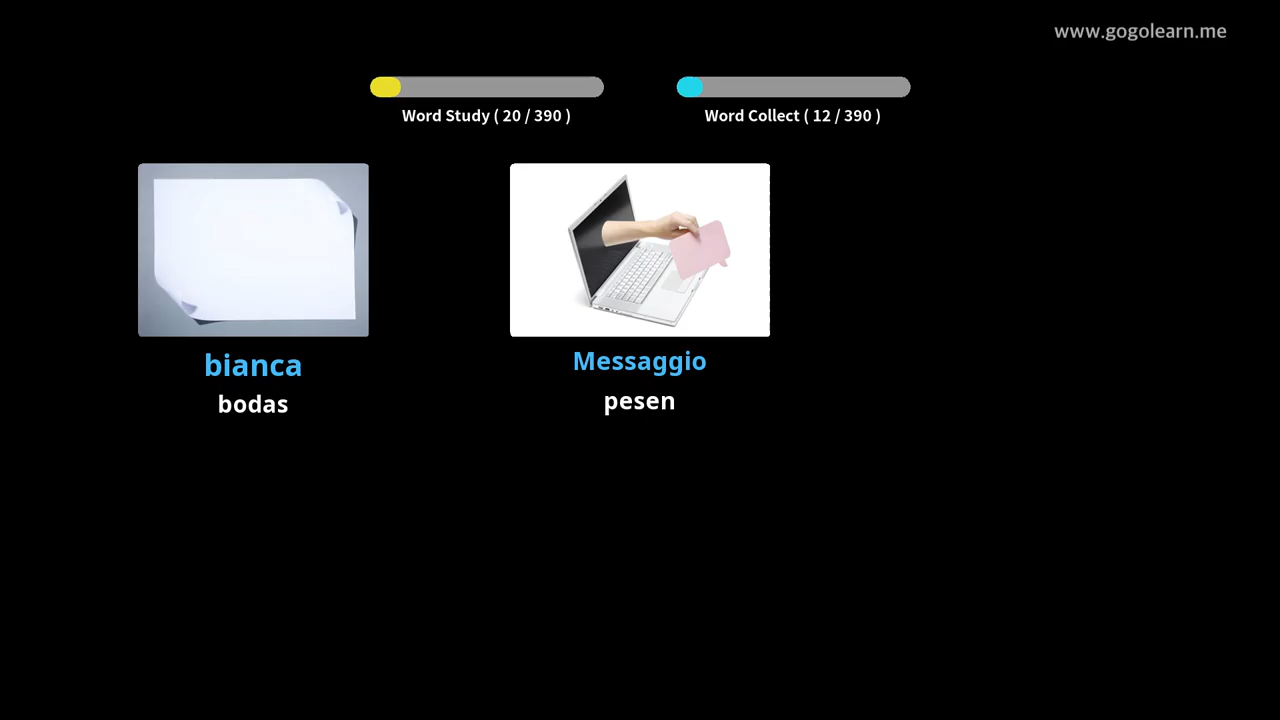 www.gogolearn.me
Word Study ( 20 / 390 )
Word Collect ( 12 / 390 )
bianca
bodas
Messaggio
pesen